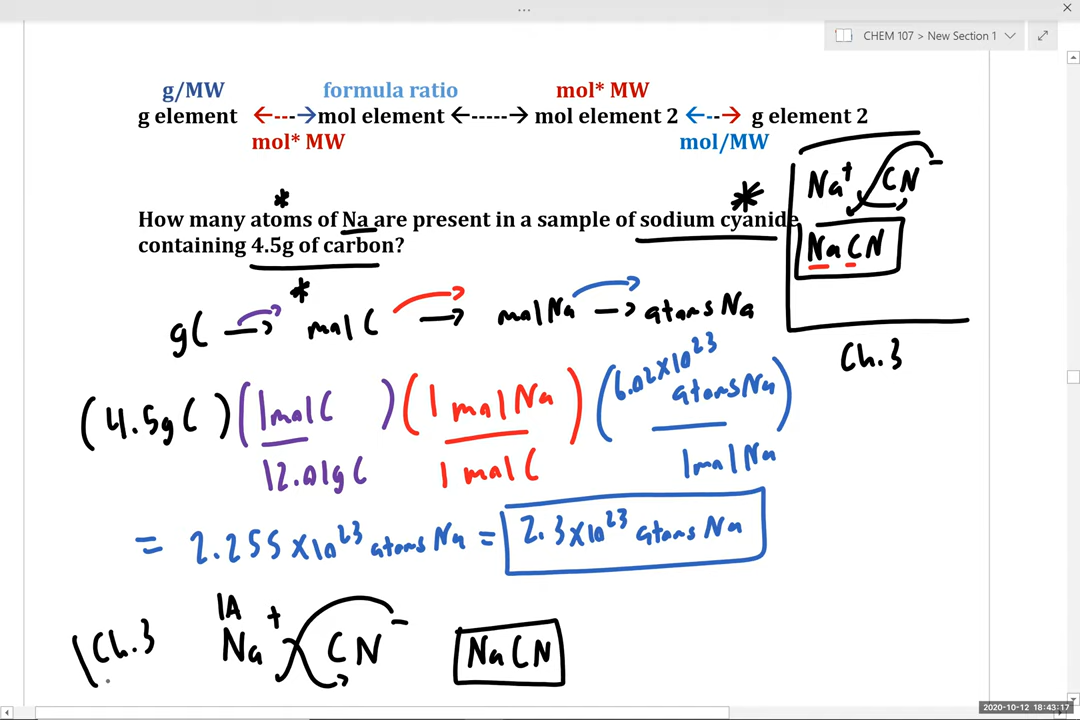 CHEM 107 > New Section 1
g/MW formula ratio mol* MW
g element <---> mol element <-----> mol element 2 <---> g element 2
mol* MW mol/MW
* *
How many atoms of Na are present in a sample of sodium cyanide
containing 4.5g of carbon?
*
Na+ CN-
NaCN
Ch.3
gC → mol C → mol Na → atoms Na
(4.5gC) (1 mol C / 12.01g C) (1 mol Na / 1 mol C) (6.02x10^23 atoms Na / 1 mol Na)
= 2.255 x10^23 atoms Na = 2.3x10^23 atoms Na
1A
(Ch.3 Na+ CN- NaCN
2020-10-12 18:43:17